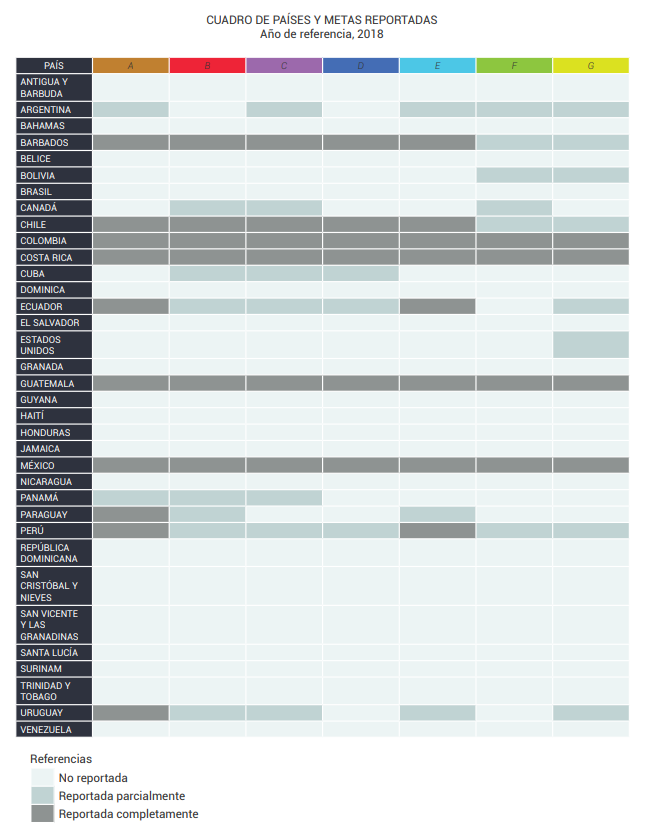 CUADRO DE PAÍSES Y METAS REPORTADAS
Año de referencia, 2018
PAÍS A B C D E F G
ANTIGUA Y
BARBUDA
ARGENTINA
BAHAMAS
BARBADOS
BELICE
BOLIVIA
BRASIL
CANADÁ
CHILE
COLOMBIA
COSTA RICA
CUBA
DOMINICA
ECUADOR
EL SALVADOR
ESTADOS
UNIDOS
GRANADA
GUATEMALA
GUYANA
HAITÍ
HONDURAS
JAMAICA
MÉXICO
NICARAGUA
PANAMÁ
PARAGUAY
PERÚ
REPÚBLICA
DOMINICANA
SAN
CRISTÓBAL Y
NIEVES
SAN VICENTE
Y LAS
GRANADINAS
SANTA LUCÍA
SURINAM
TRINIDAD Y
TOBAGO
URUGUAY
VENEZUELA
Referencias
No reportada
Reportada parcialmente
Reportada completamente